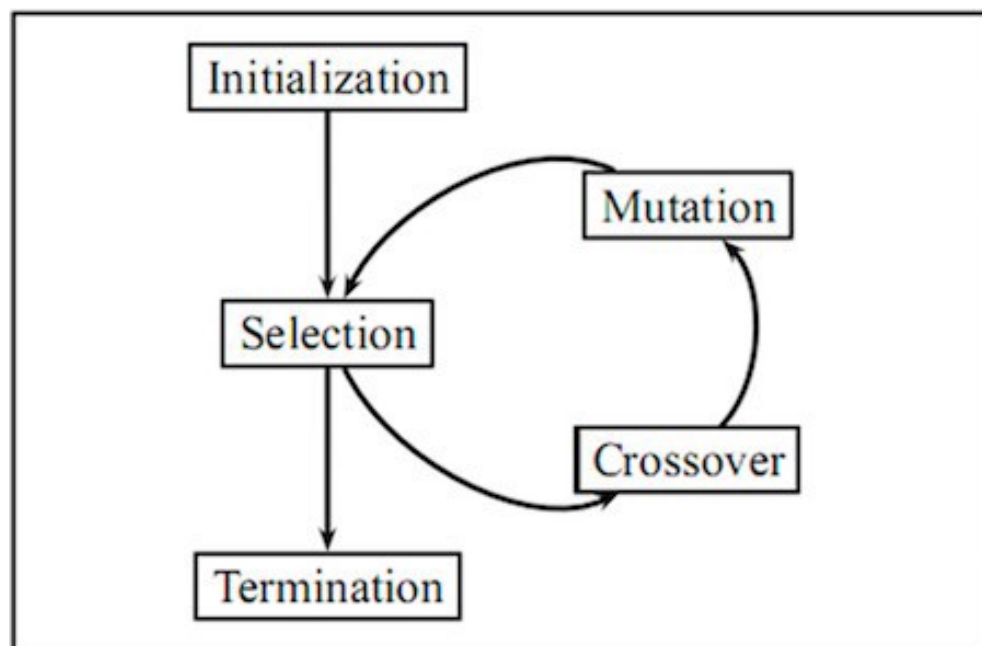 Initialization
Mutation
Selection
Crossover
Termination